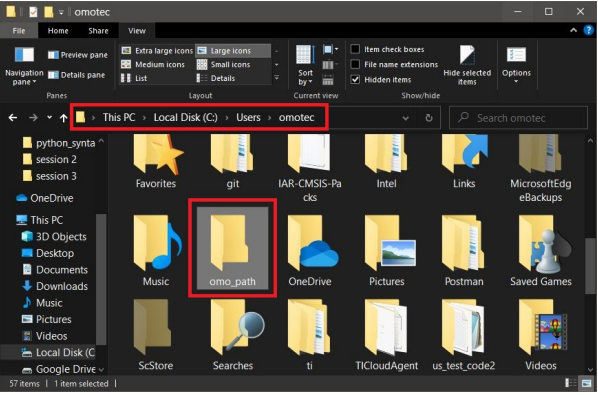 omotec
File Home Share View
Navigation pane
Preview pane
Details pane
Panes
Extra large icons
Large icons
Medium icons
Small icons
List
Details
Layout
Sort by
Current view
Item check boxes
File name extensions
Hidden items
Hide selected items
Show/hide
Options
This PC > Local Disk (C:) > Users > omotec
Search omotec
python_synta
session 2
session 3
OneDrive
This PC
3D Objects
Desktop
Documents
Downloads
Music
Pictures
Videos
Local Disk (C
Google Drive
Favorites
git
IAR-CMSIS-Pa
cks
Intel
Links
MicrosoftEdg
eBackups
Music
omo_path
OneDrive
Pictures
Postman
Saved Games
ScStore
Searches
ti
TICloudAgent
us_test_code2
Videos
57 items
1 item selected